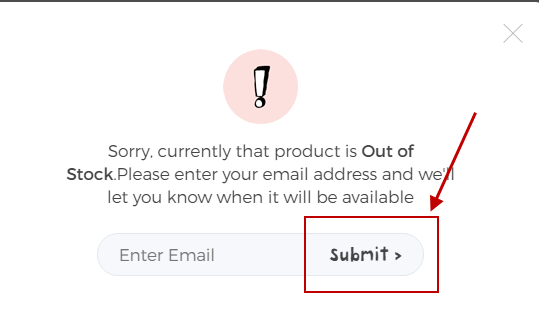 Sorry, currently that product is Out of
Stock.Please enter your email address and we'll
let you know when it will be available
Enter Email
Submit >